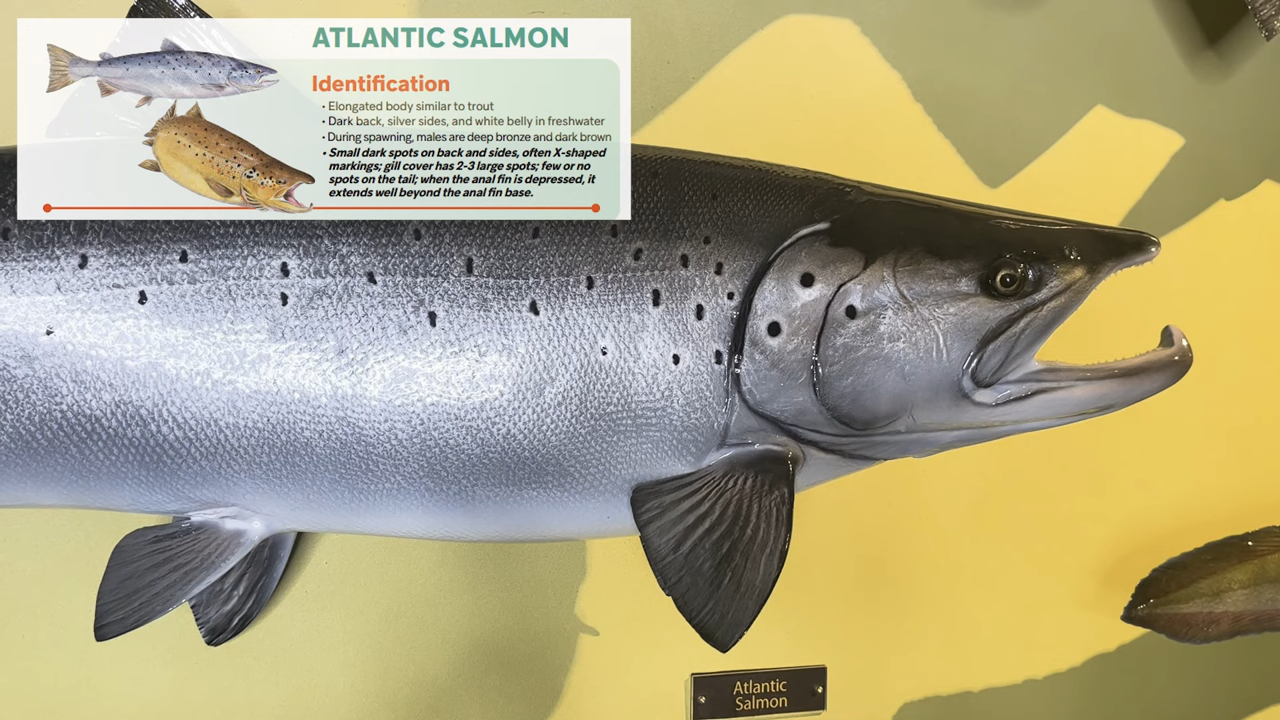 ATLANTIC SALMON
Identification
• Elongated body similar to trout
• Dark back, silver sides, and white belly in freshwater
• During spawning, males are deep bronze and dark brown
• Small dark spots on back and sides, often X-shaped
markings; gill cover has 2-3 large spots; few or no
spots on the tail; when the anal fin is depressed, it
extends well beyond the anal fin base.
Atlantic
Salmon